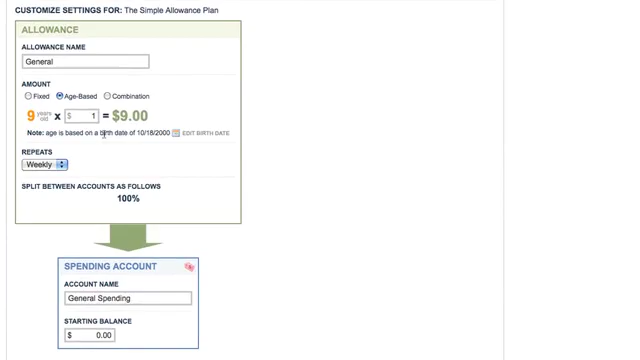 CUSTOMIZE SETTINGS FOR: The Simple Allowance Plan
ALLOWANCE
ALLOWANCE NAME
General
AMOUNT
Fixed Age-Based Combination
9 years old x $ 1 = $9.00
Note: age is based on a birth date of 10/18/2000 EDIT BIRTH DATE
REPEATS
Weekly
SPLIT BETWEEN ACCOUNTS AS FOLLOWS
100%
SPENDING ACCOUNT
ACCOUNT NAME
General Spending
STARTING BALANCE
$ 0.00